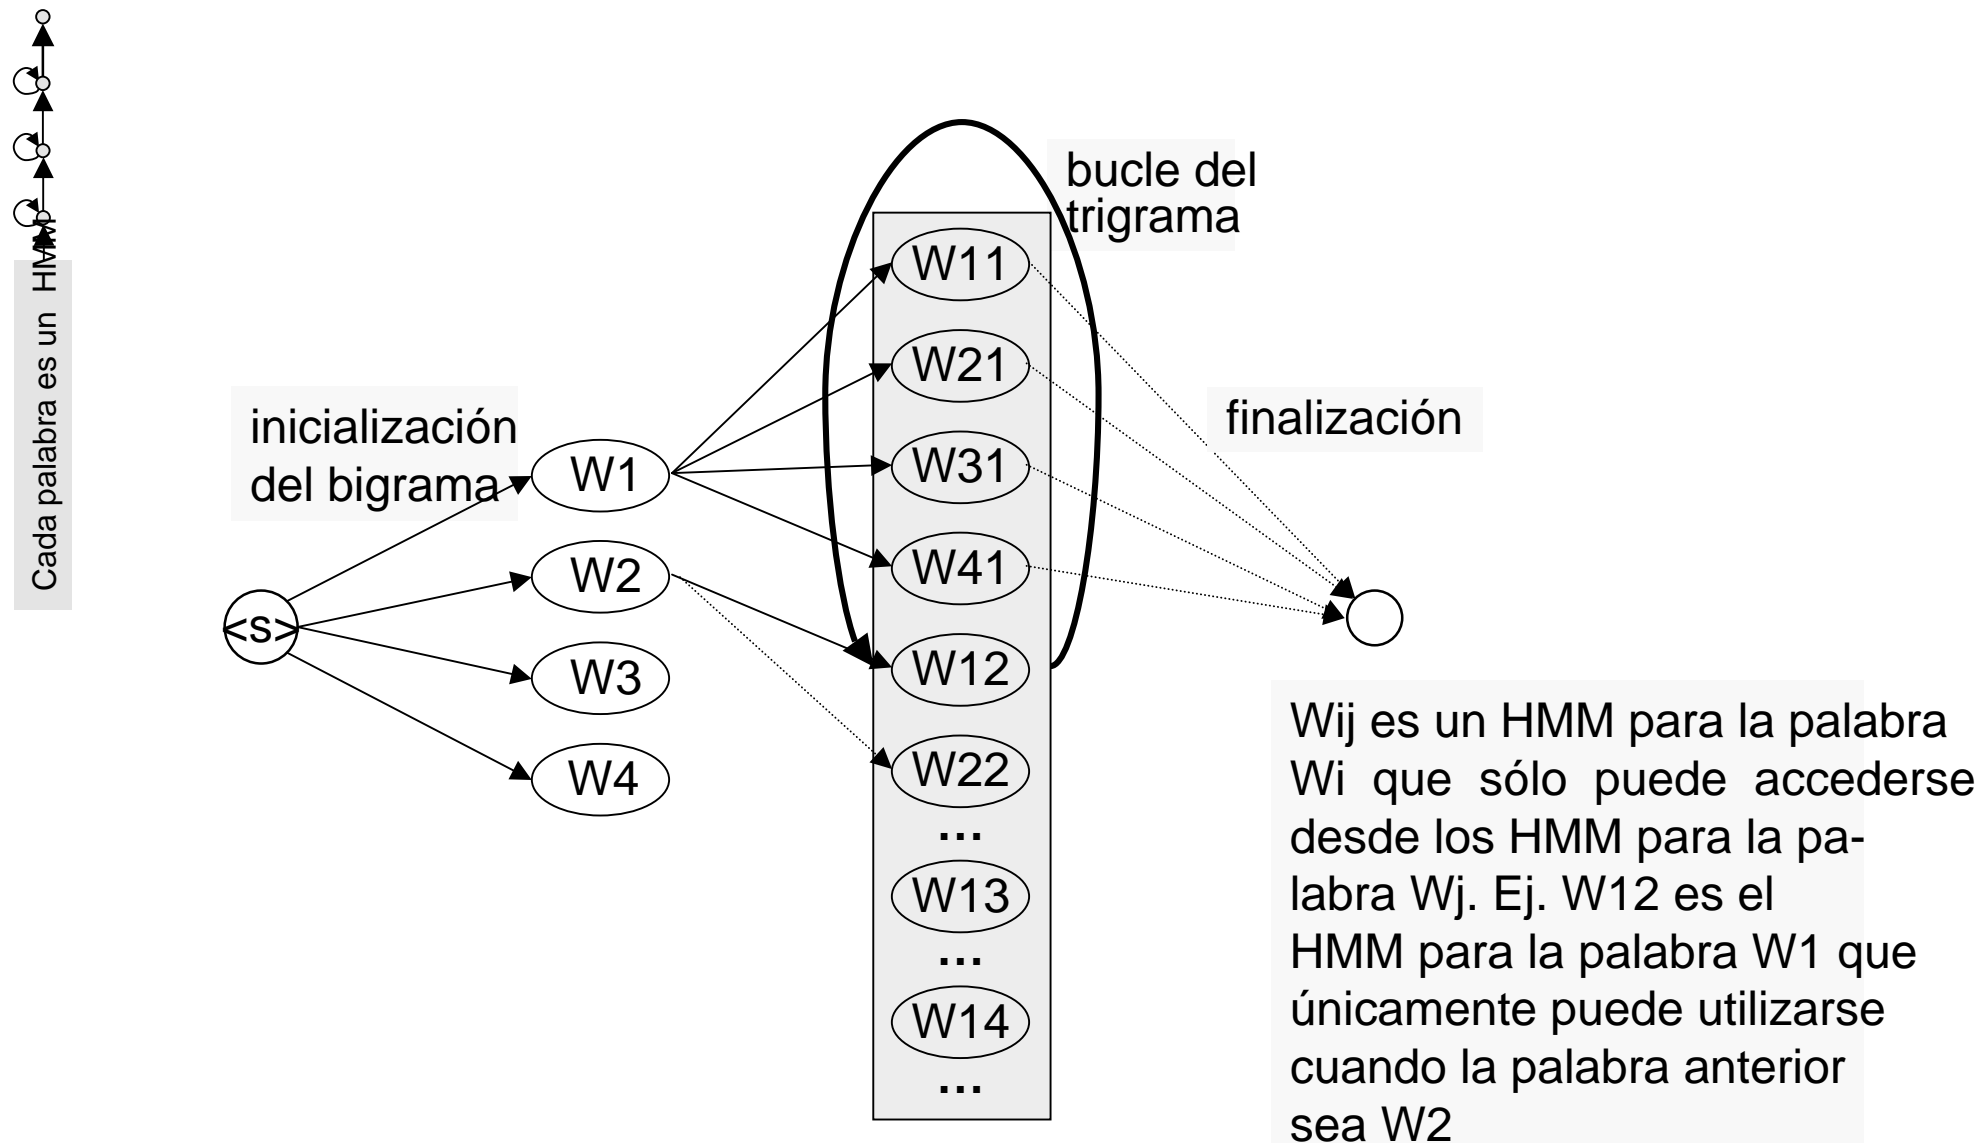 Cada palabra es un HMM
bucle del
trigrama
inicialización
del bigrama
finalización
<s>
W1
W2
W3
W4
W11
W21
W31
W41
W12
W22
...
W13
...
W14
...
Wij es un HMM para la palabra
Wi que sólo puede accederse
desde los HMM para la pa-
labra Wj. Ej. W12 es el
HMM para la palabra W1 que
únicamente puede utilizarse
cuando la palabra anterior
sea W2